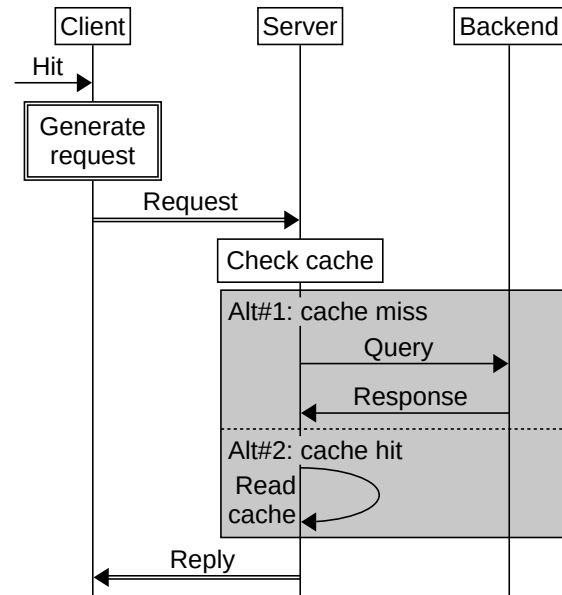 Client
Server
Backend
Hit
Generate
request
Request
Check cache
Alt#1: cache miss
Query
Response
Alt#2: cache hit
Read
cache
Reply